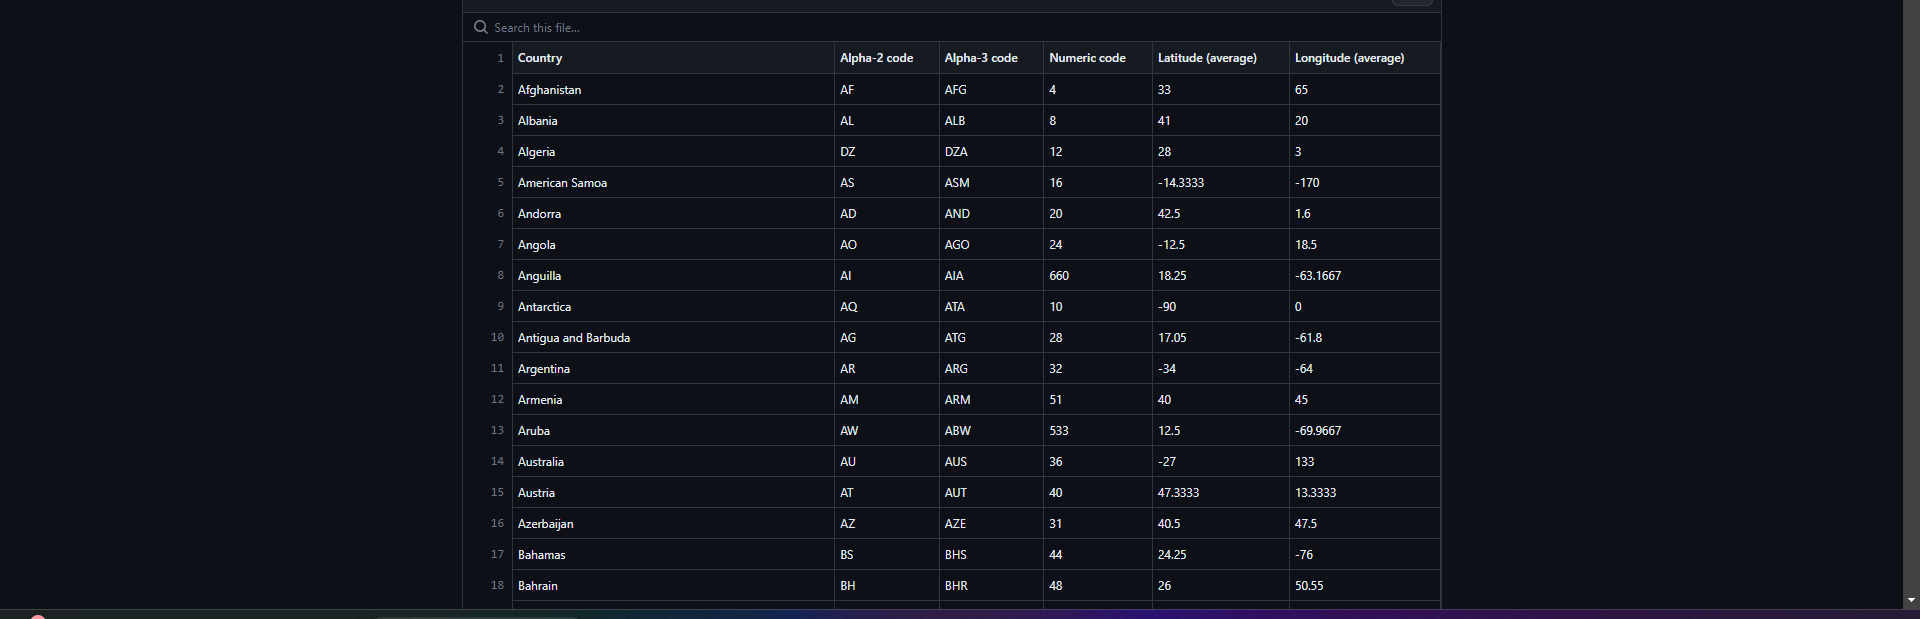 Search this file...
1 Country Alpha-2 code Alpha-3 code Numeric code Latitude (average) Longitude (average)
2 Afghanistan AF AFG 4 33 65
3 Albania AL ALB 8 41 20
4 Algeria DZ DZA 12 28 3
5 American Samoa AS ASM 16 -14.3333 -170
6 Andorra AD AND 20 42.5 1.6
7 Angola AO AGO 24 -12.5 18.5
8 Anguilla AI AIA 660 18.25 -63.1667
9 Antarctica AQ ATA 10 -90 0
10 Antigua and Barbuda AG ATG 28 17.05 -61.8
11 Argentina AR ARG 32 -34 -64
12 Armenia AM ARM 51 40 45
13 Aruba AW ABW 533 12.5 -69.9667
14 Australia AU AUS 36 -27 133
15 Austria AT AUT 40 47.3333 13.3333
16 Azerbaijan AZ AZE 31 40.5 47.5
17 Bahamas BS BHS 44 24.25 -76
18 Bahrain BH BHR 48 26 50.55